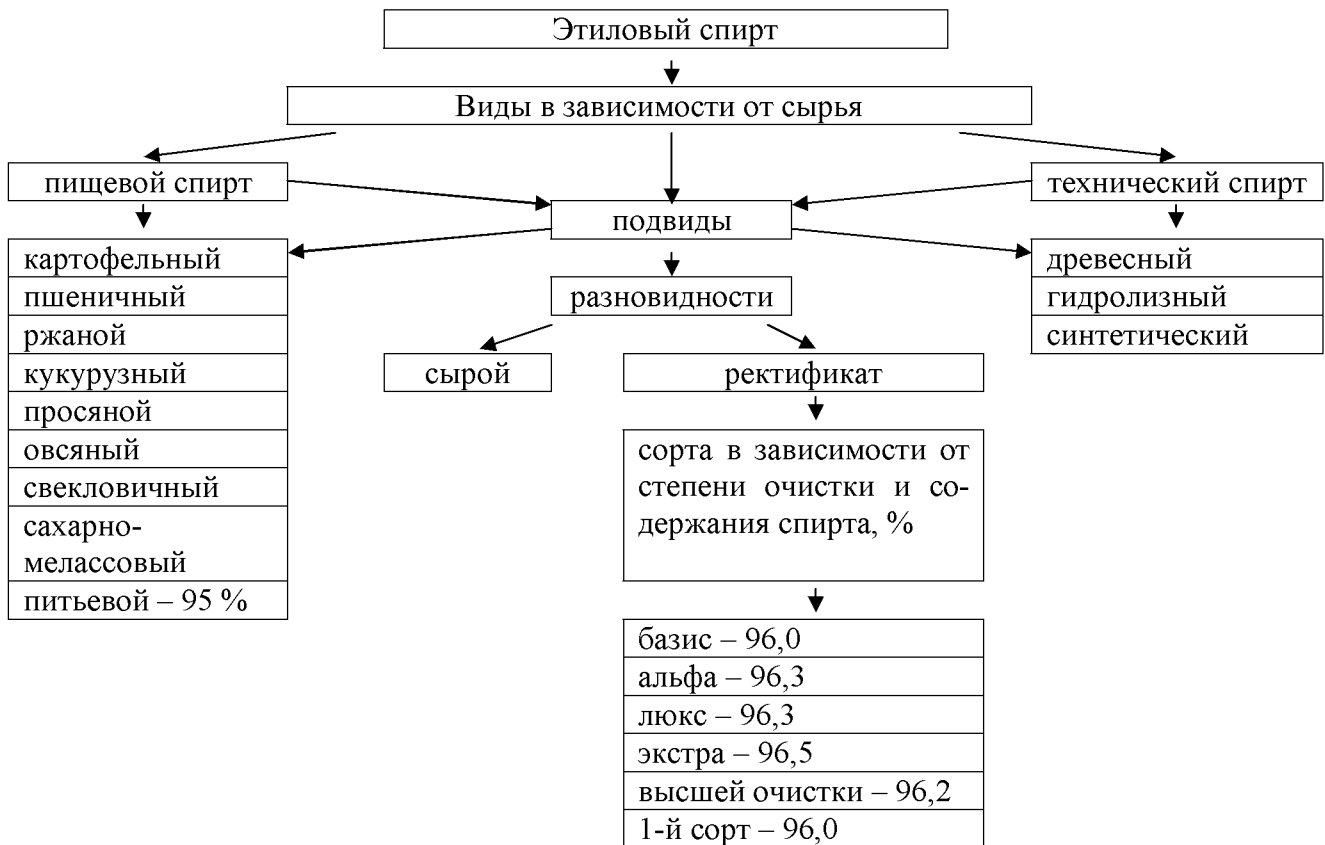 Этиловый спирт
Виды в зависимости от сырья
пищевой спирт
технический спирт
подвиды
картофельный
пшеничный
ржаной
кукурузный
просяной
овсяный
свекловичный
сахарно-
мелассовый
питьевой – 95 %
древесный
гидролизный
синтетический
разновидности
сырой
ректификат
сорта в зависимости от
степени очистки и со-
держания спирта, %
базис – 96,0
альфа – 96,3
люкс – 96,3
экстра – 96,5
высшей очистки – 96,2
1-й сорт – 96,0